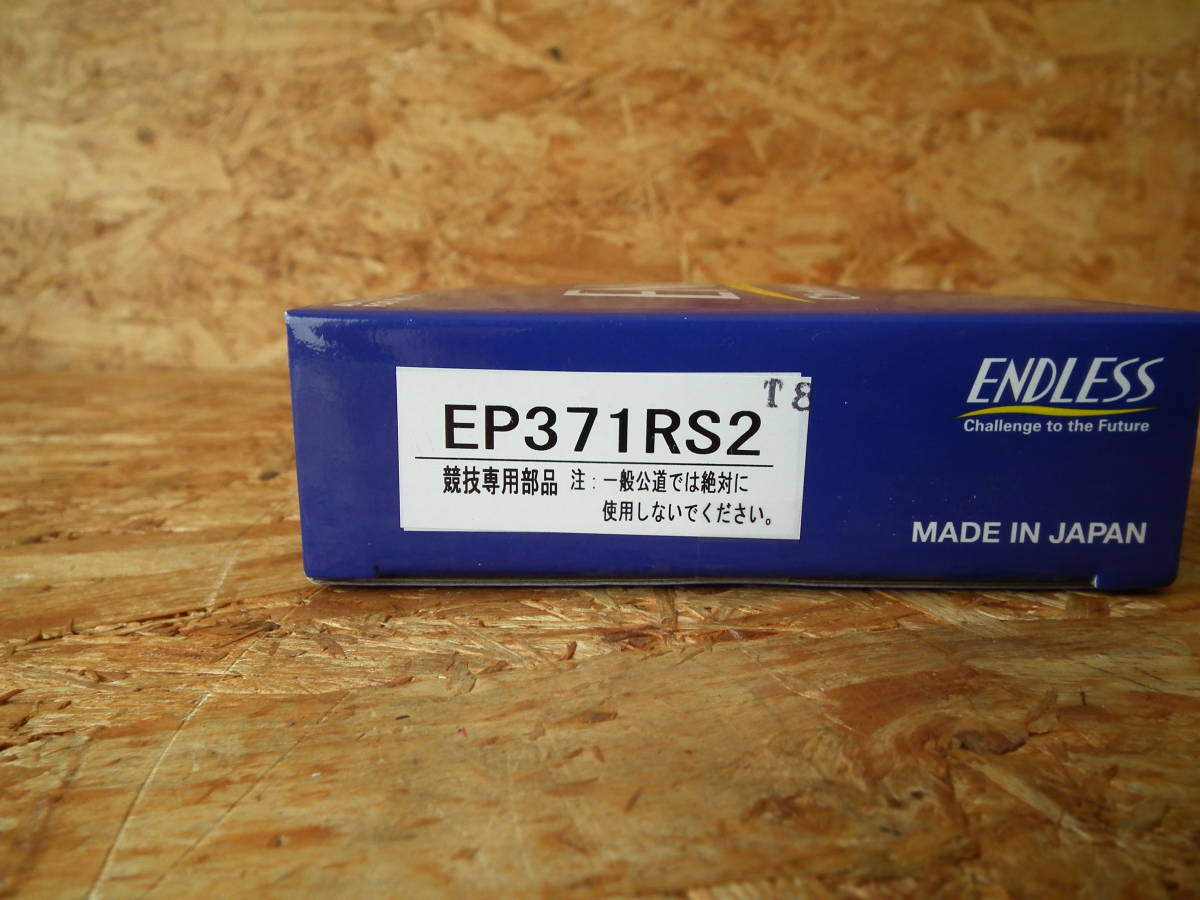 EP371RS2
競技専用部品 注：一般公道では絶対に
使用しないでください。
ENDLESS
Challenge to the Future
MADE IN JAPAN